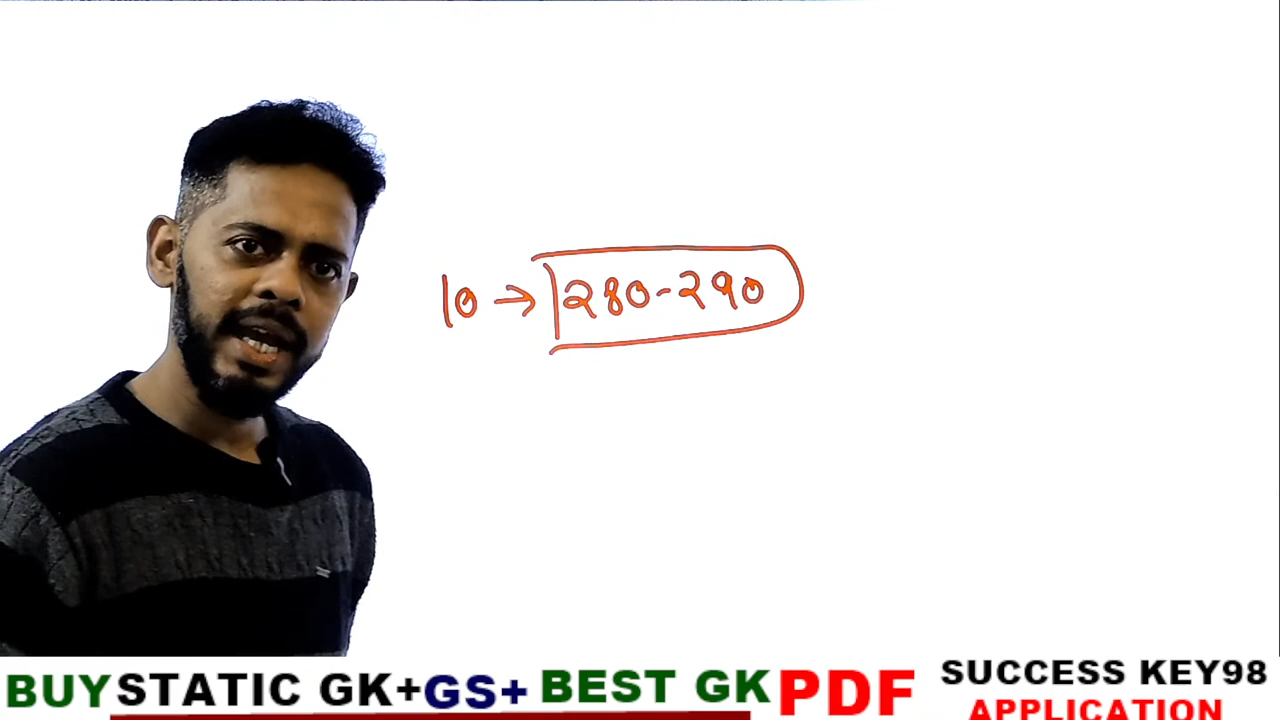 10 → 280-290
BUY STATIC GK+GS+ BEST GK PDF
SUCCESS KEY98
APPLICATION